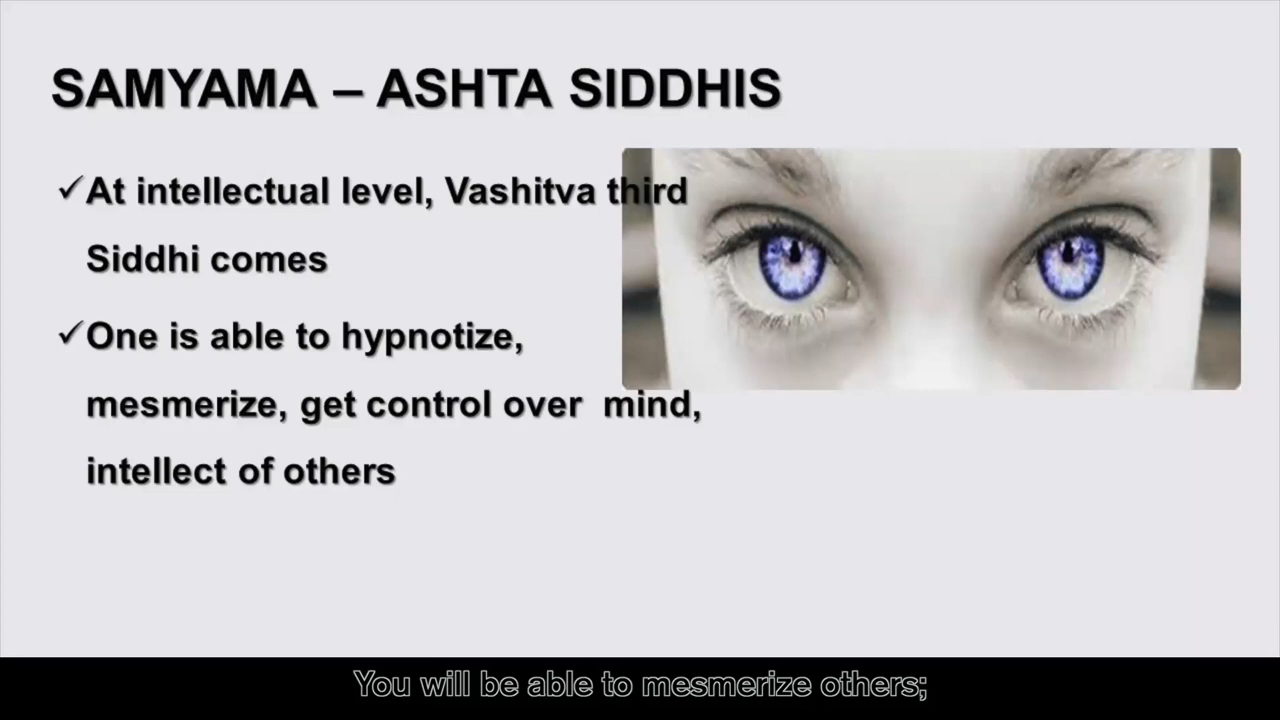 SAMYAMA – ASHTA SIDDHIS
✓At intellectual level, Vashitva third
Siddhi comes
✓One is able to hypnotize,
mesmerize, get control over mind,
intellect of others
You will be able to mesmerize others;